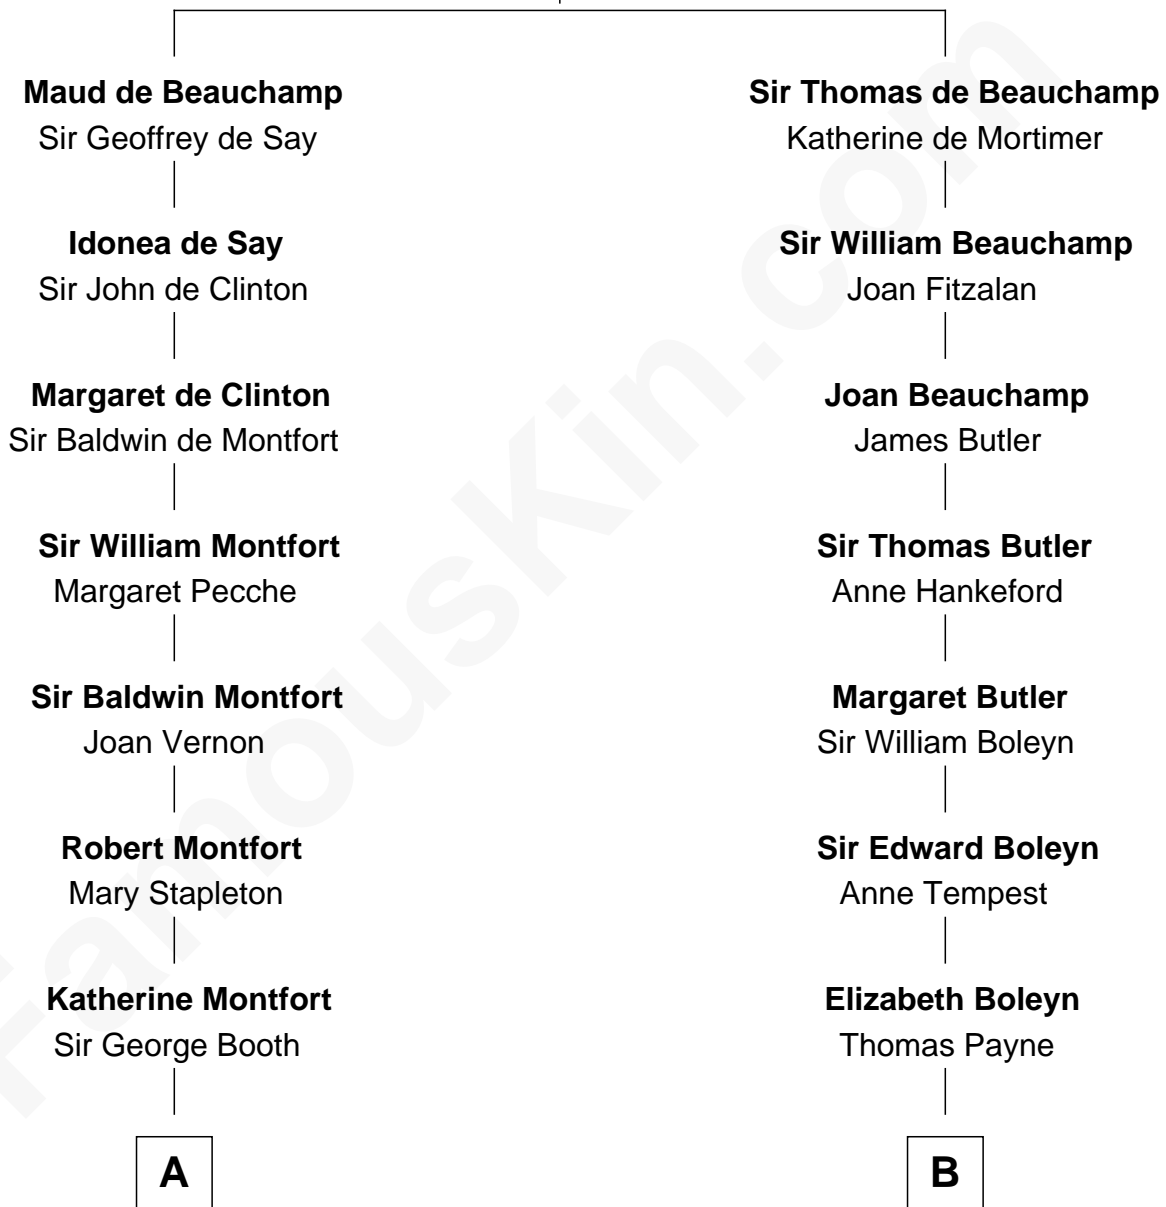 Maud de Beauchamp
Sir Geoffrey de Say
Idonea de Say
Sir John de Clinton
Margaret de Clinton
Sir Baldwin de Montfort
Sir William Montfort
Margaret Pecche
Sir Baldwin Montfort
Joan Vernon
Robert Montfort
Mary Stapleton
Katherine Montfort
Sir George Booth
A
Sir Thomas de Beauchamp
Katherine de Mortimer
Sir William Beauchamp
Joan Fitzalan
Joan Beauchamp
James Butler
Sir Thomas Butler
Anne Hankeford
Margaret Butler
Sir William Boleyn
Sir Edward Boleyn
Anne Tempest
Elizabeth Boleyn
Thomas Payne
B
FamousKin.com